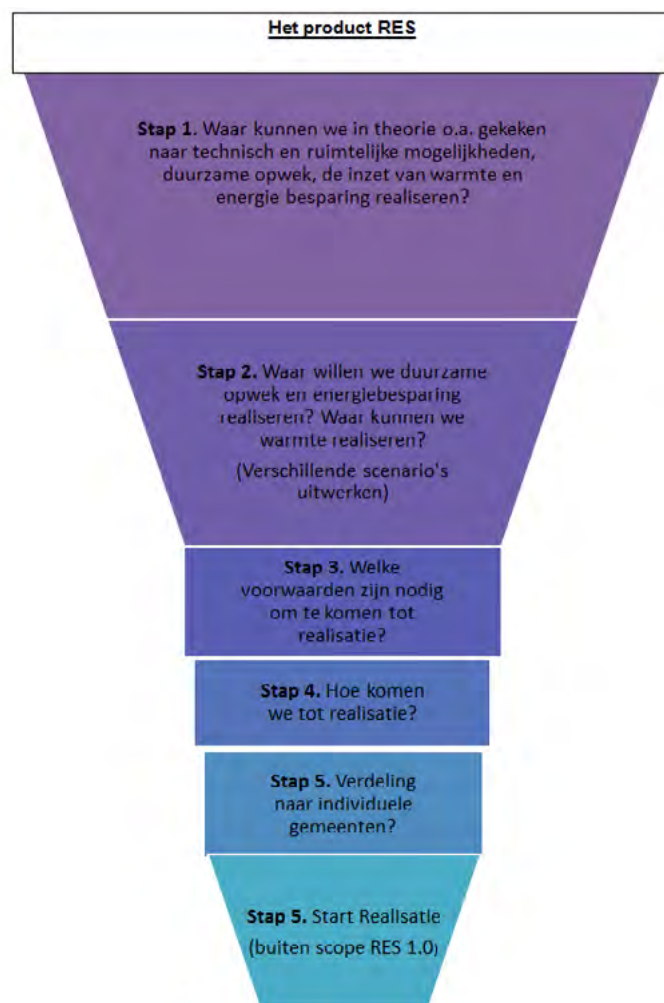 Het product RES
Stap 1. Waar kunnen we in theorie o.a. gekeken
naar technisch en ruimtelijke mogelijkheden,
duurzame opwek, de inzet van warmte en
energie besparing realiseren?
Stap 2. Waar willen we duurzame
opwek en energiebesparing
realiseren? Waar kunnen we
warmte realiseren?
(Verschillende scenario's
uitwerken)
Stap 3. Welke
voorwaarden zijn nodig
om te komen tot
realisatie?
Stap 4. Hoe komen
we tot realisatie?
Stap 5. Verdeling
naar individuele
gemeenten?
Stap 5. Start Realisatie
(buiten scope RES 1.0)